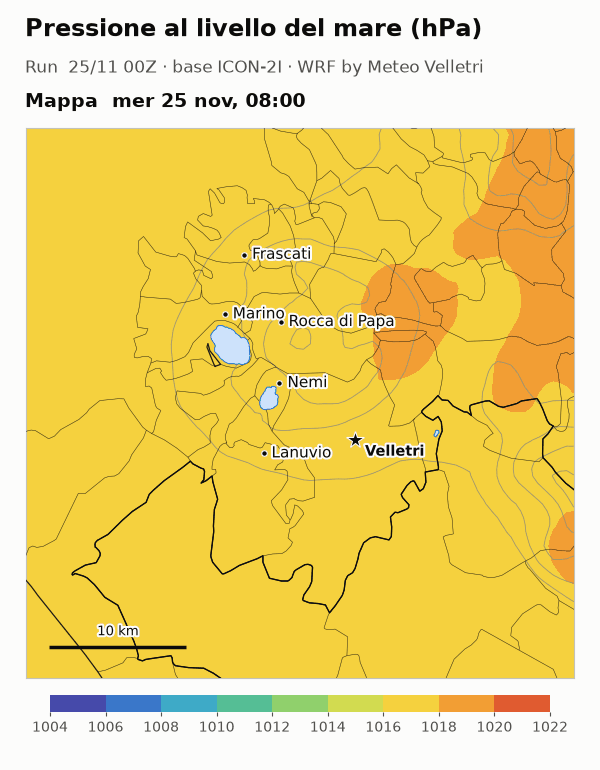 Pressione al livello del mare (hPa)
Run  25/11 00Z · base ICON-2I · WRF by Meteo Velletri
Mappa  mer 25 nov, 08:00
Frascati
Marino
Rocca di Papa
Nemi
Velletri
Lanuvio
10 km
1004 1006 1008 1010 1012 1014 1016 1018 1020 1022